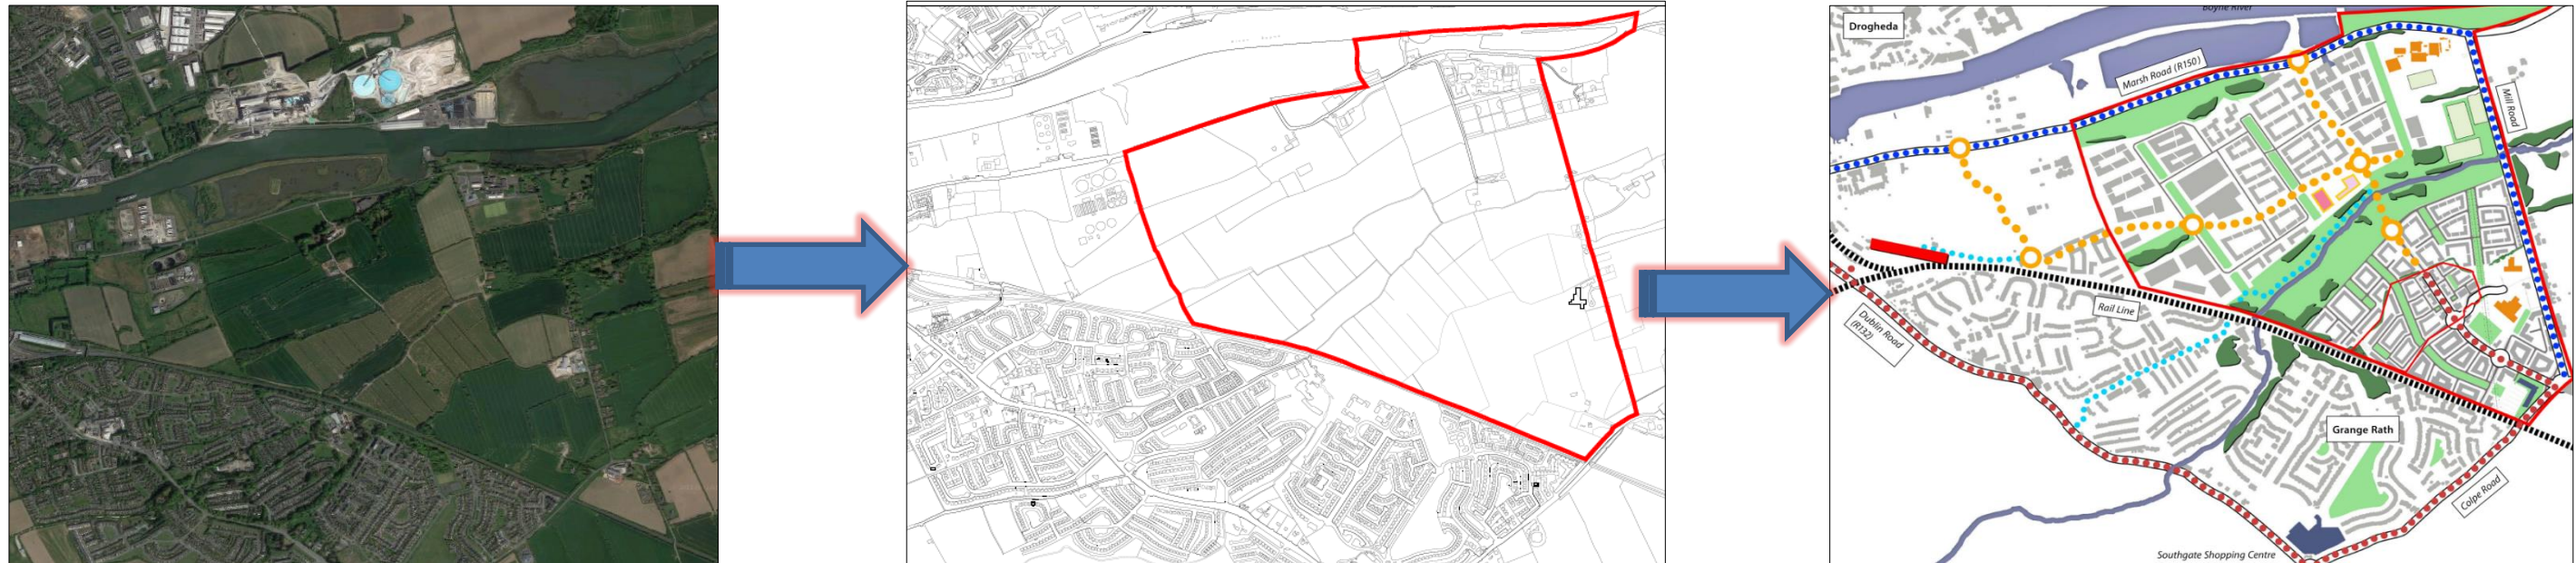 Boyne River
Drogheda
Marsh Road (R150)
Mill Road
Rail Line
Dublin Road
(R132)
Grange Rath
Colpe Road
Southgate Shopping Centre